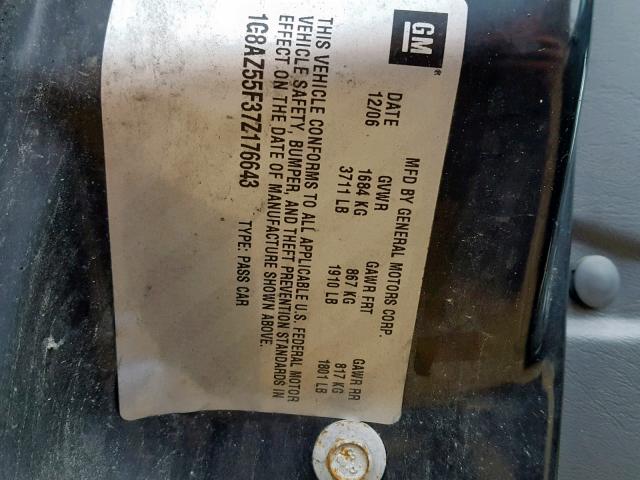 GM®
MFD BY GENERAL MOTORS CORP.
DATE GVWR GAWR FRT GAWR RR
12/06 1684 KG 867 KG 817 KG
3711 LB 1910 LB 1801 LB
THIS VEHICLE CONFORMS TO ALL APPLICABLE U.S. FEDERAL MOTOR
VEHICLE SAFETY, BUMPER, AND THEFT PREVENTION STANDARDS IN
EFFECT ON THE DATE OF MANUFACTURE SHOWN ABOVE.
1G8AZ55F37Z176643 TYPE: PASS CAR